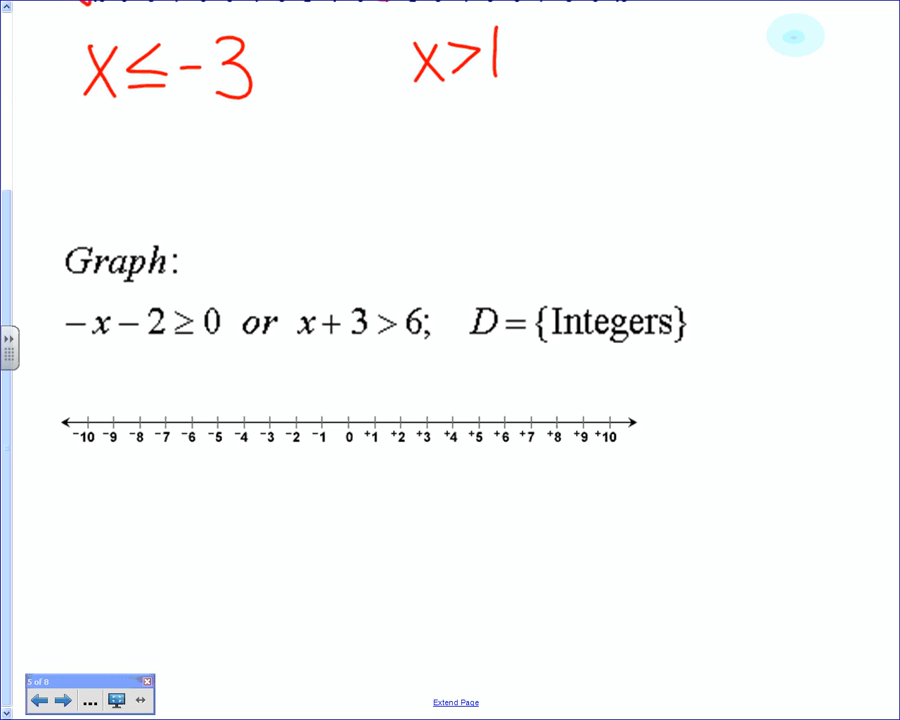 x ≤ -3 x > 1
Graph:
-x - 2 ≥ 0 or x + 3 > 6; D = {Integers}
-10 -9 -8 -7 -6 -5 -4 -3 -2 -1 0 +1 +2 +3 +4 +5 +6 +7 +8 +9 +10
5 of 8
...
Extend Page